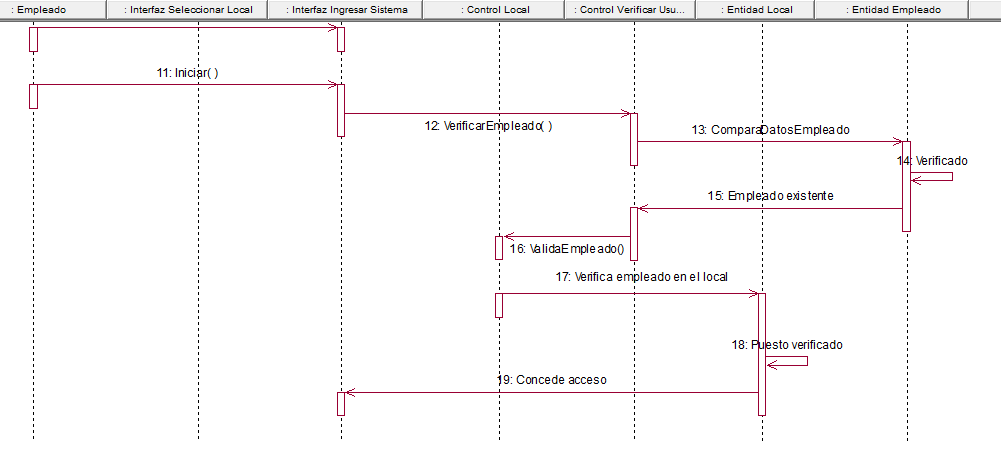 : Empleado
: Interfaz Seleccionar Local
: Interfaz Ingresar Sistema
: Control Local
: Control Verificar Usu...
: Entidad Local
: Entidad Empleado
11: Iniciar( )
12: VerificarEmpleado( )
13: ComparaDatosEmpleado
14: Verificado
15: Empleado existente
16: ValidaEmpleado()
17: Verifica empleado en el local
18: Puesto verificado
19: Concede acceso